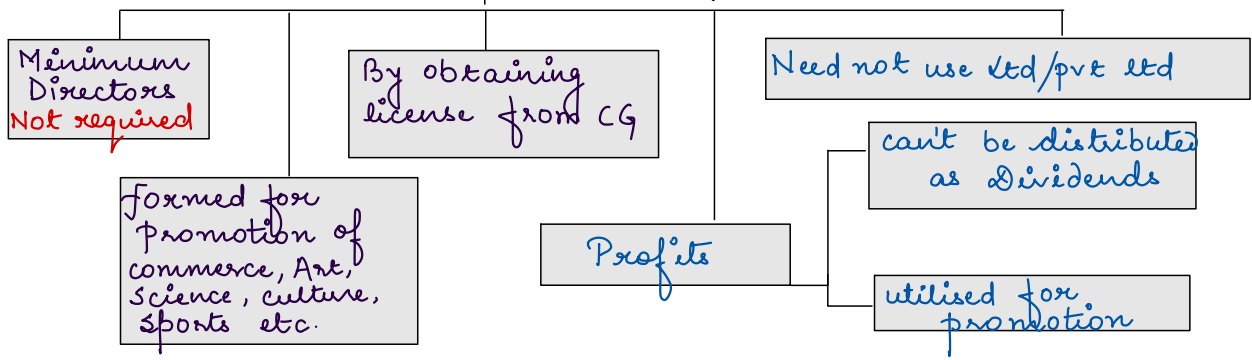 Minimum
Directors
Not required
By obtaining
license from CG
Need not use Ltd/pvt ltd
can't be distributed
as Dividends
formed for
promotion of
commerce, Art,
Science, culture,
sports etc.
Profits
utilised for
promotion